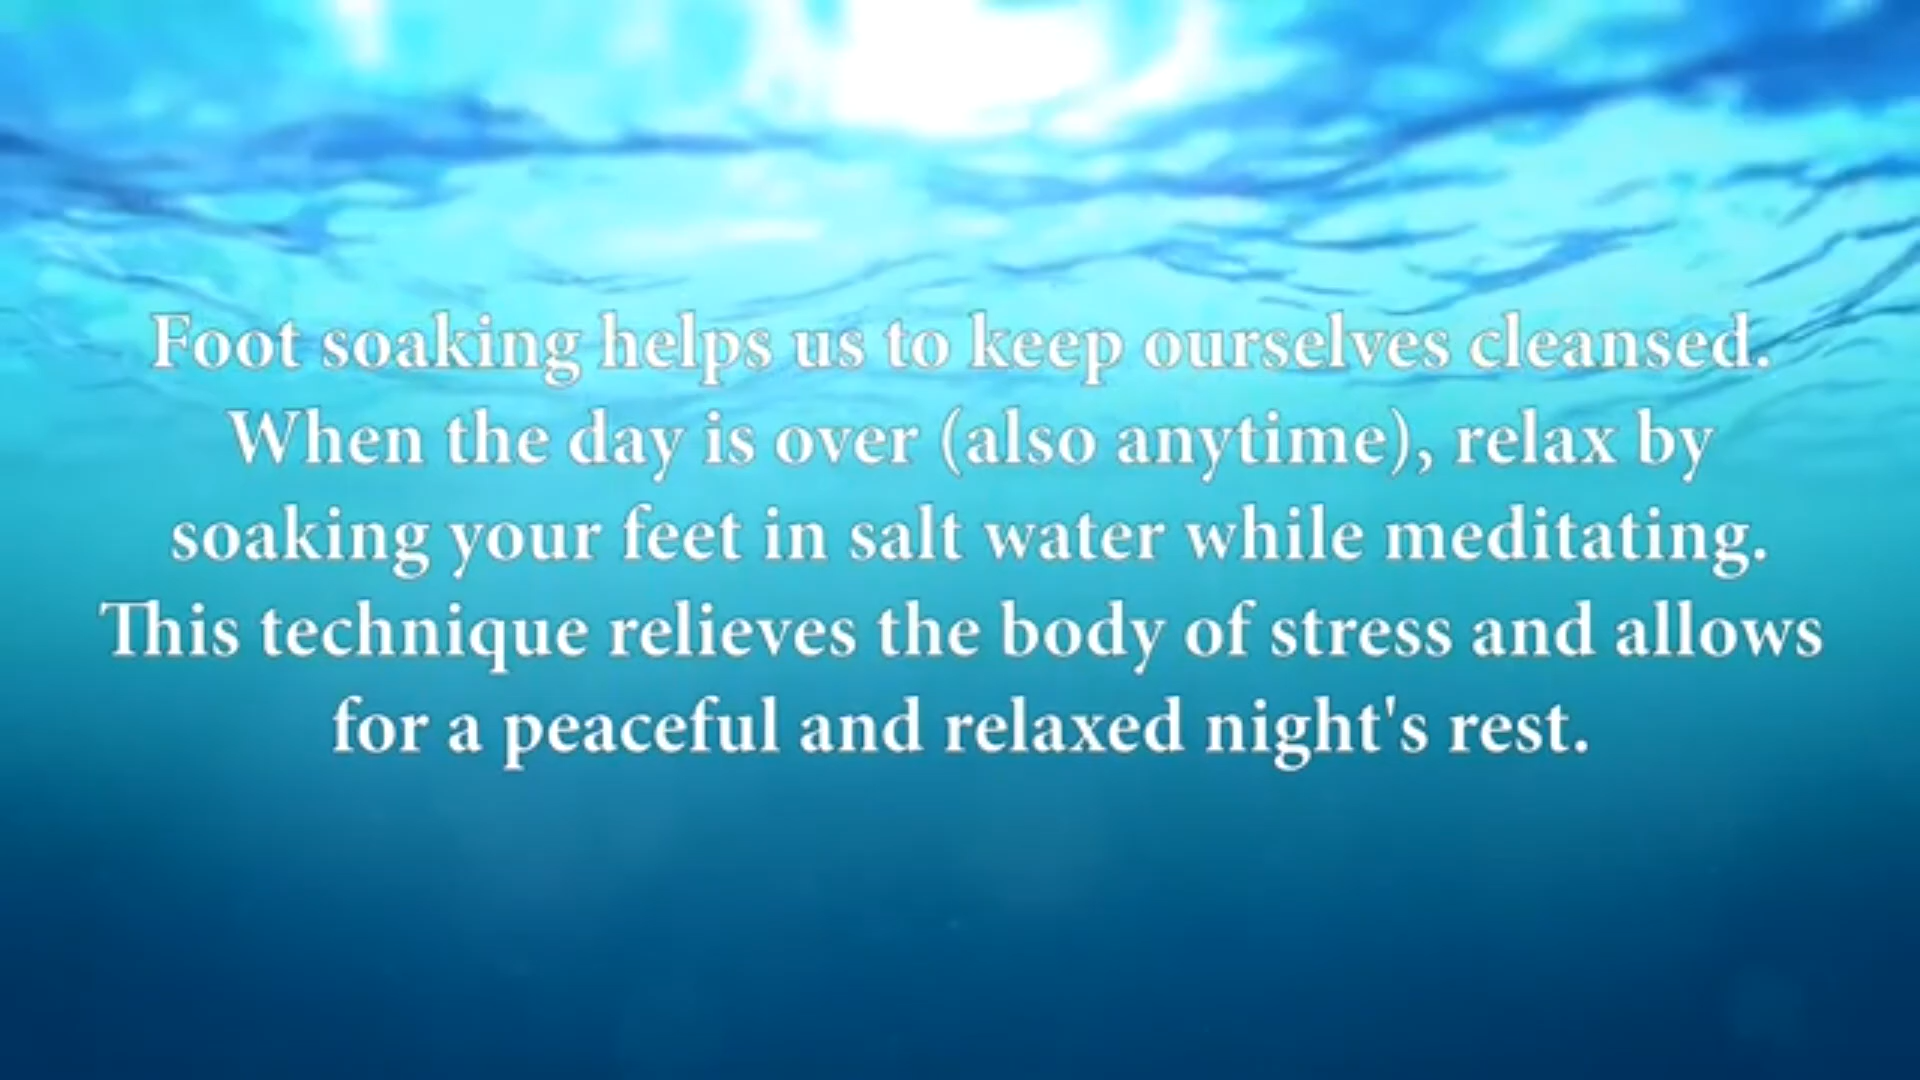 Foot soaking helps us to keep ourselves cleansed.
When the day is over (also anytime), relax by
soaking your feet in salt water while meditating.
This technique relieves the body of stress and allows
for a peaceful and relaxed night's rest.